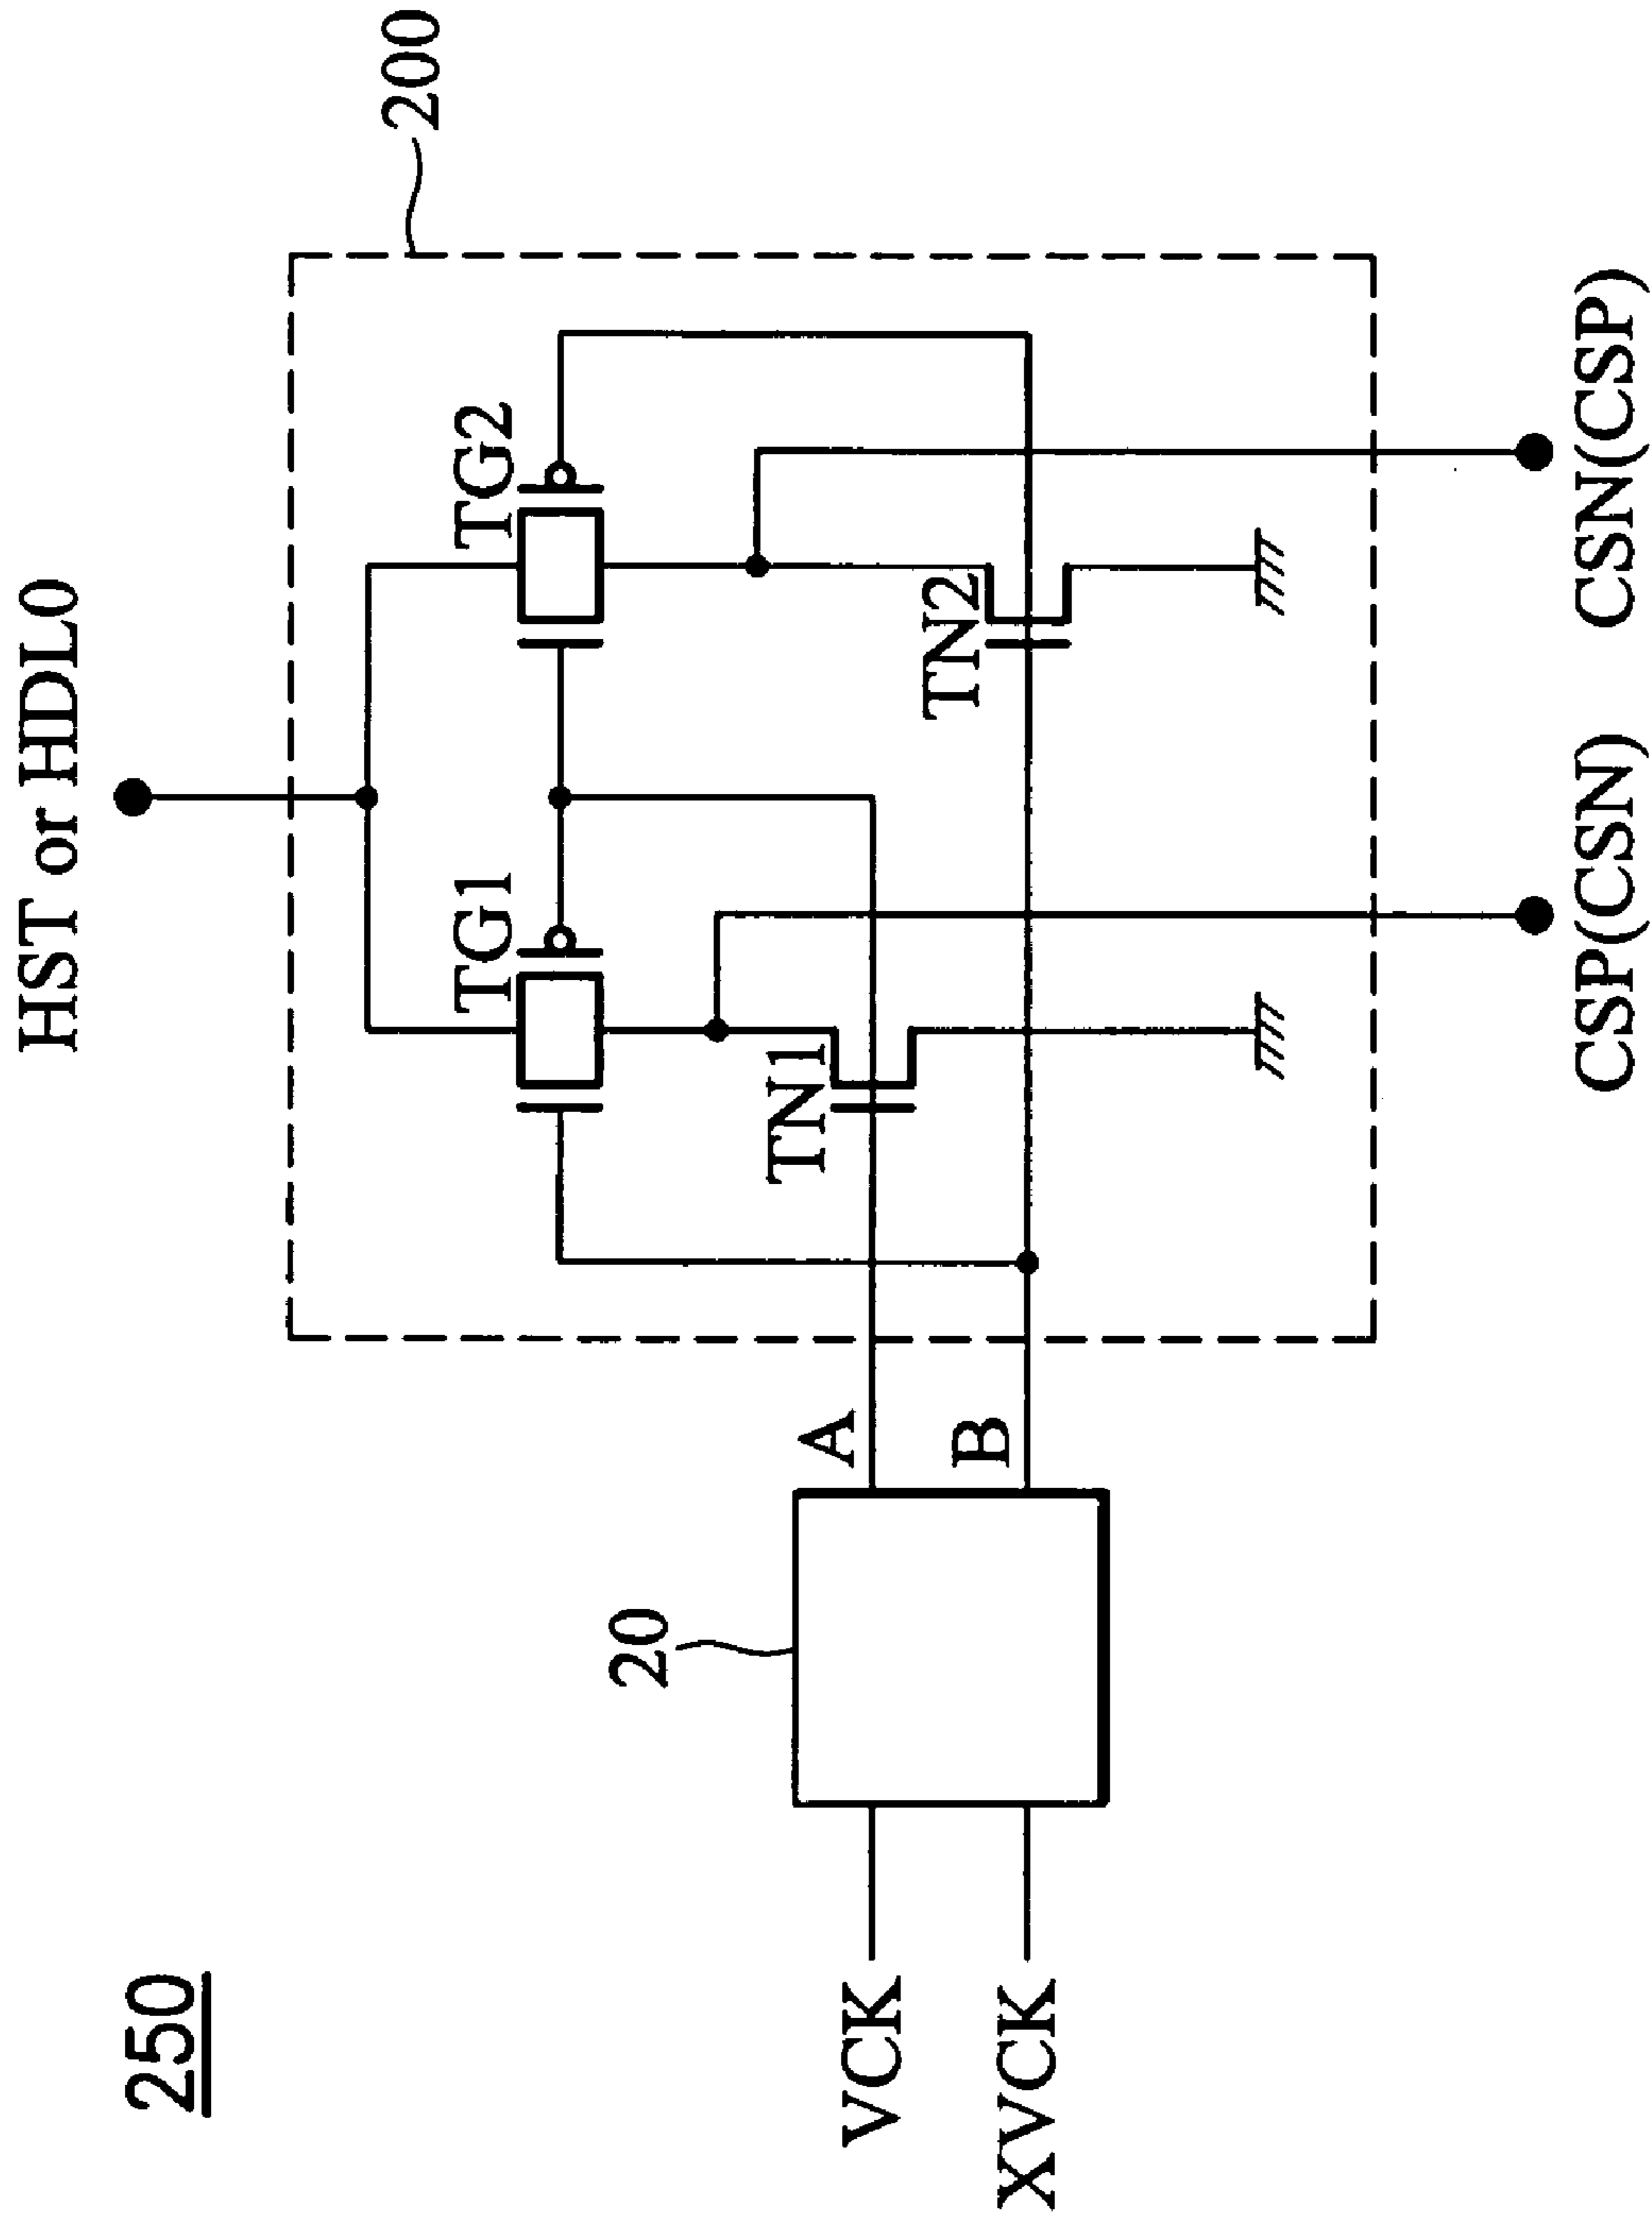 250
HST or HDL0
200
TG1
TG2
TN1
TN2
20
A
B
VCK
XVCK
CSP(CSN)
CSN(CSP)